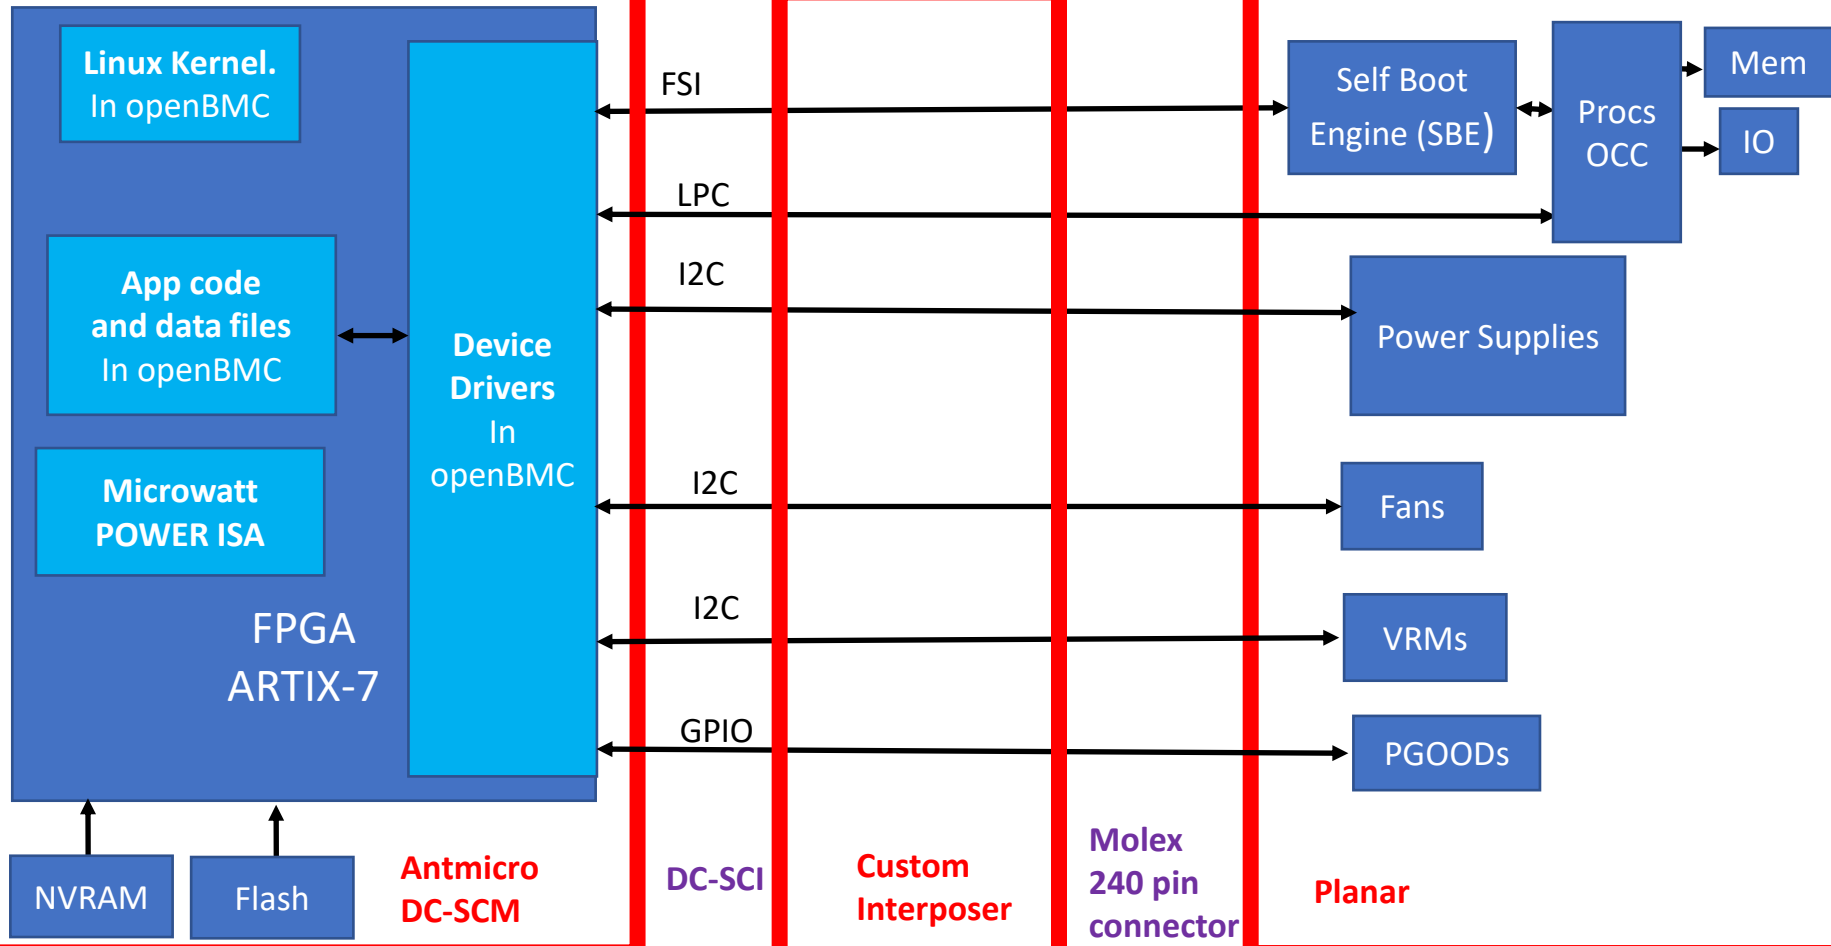 Linux Kernel.
In openBMC
App code
and data files
In openBMC
Microwatt
POWER ISA
FPGA
ARTIX-7
Device
Drivers
In
openBMC
NVRAM
Flash
Antmicro
DC-SCM
FSI
LPC
I2C
I2C
I2C
GPIO
DC-SCI
Custom
Interposer
Molex
240 pin
connector
Self Boot
Engine (SBE)
Procs
OCC
Mem
IO
Power Supplies
Fans
VRMs
PGOODs
Planar